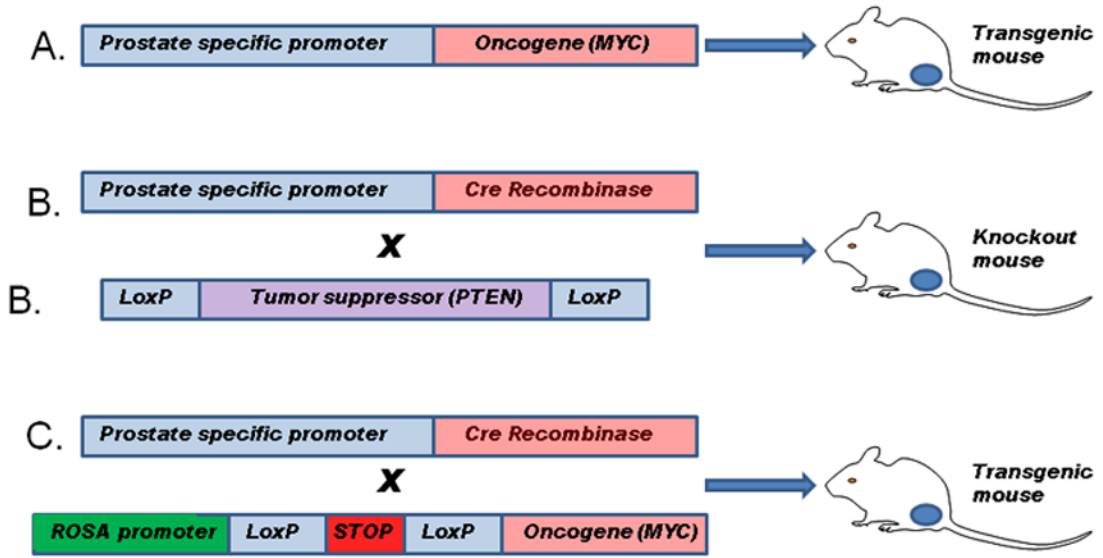 A. Prostate specific promoter Oncogene (MYC) Transgenic mouse
B. Prostate specific promoter Cre Recombinase
X
Knockout mouse
B. LoxP Tumor suppressor (PTEN) LoxP
C. Prostate specific promoter Cre Recombinase
X
Transgenic mouse
ROSA promoter LoxP STOP LoxP Oncogene (MYC)